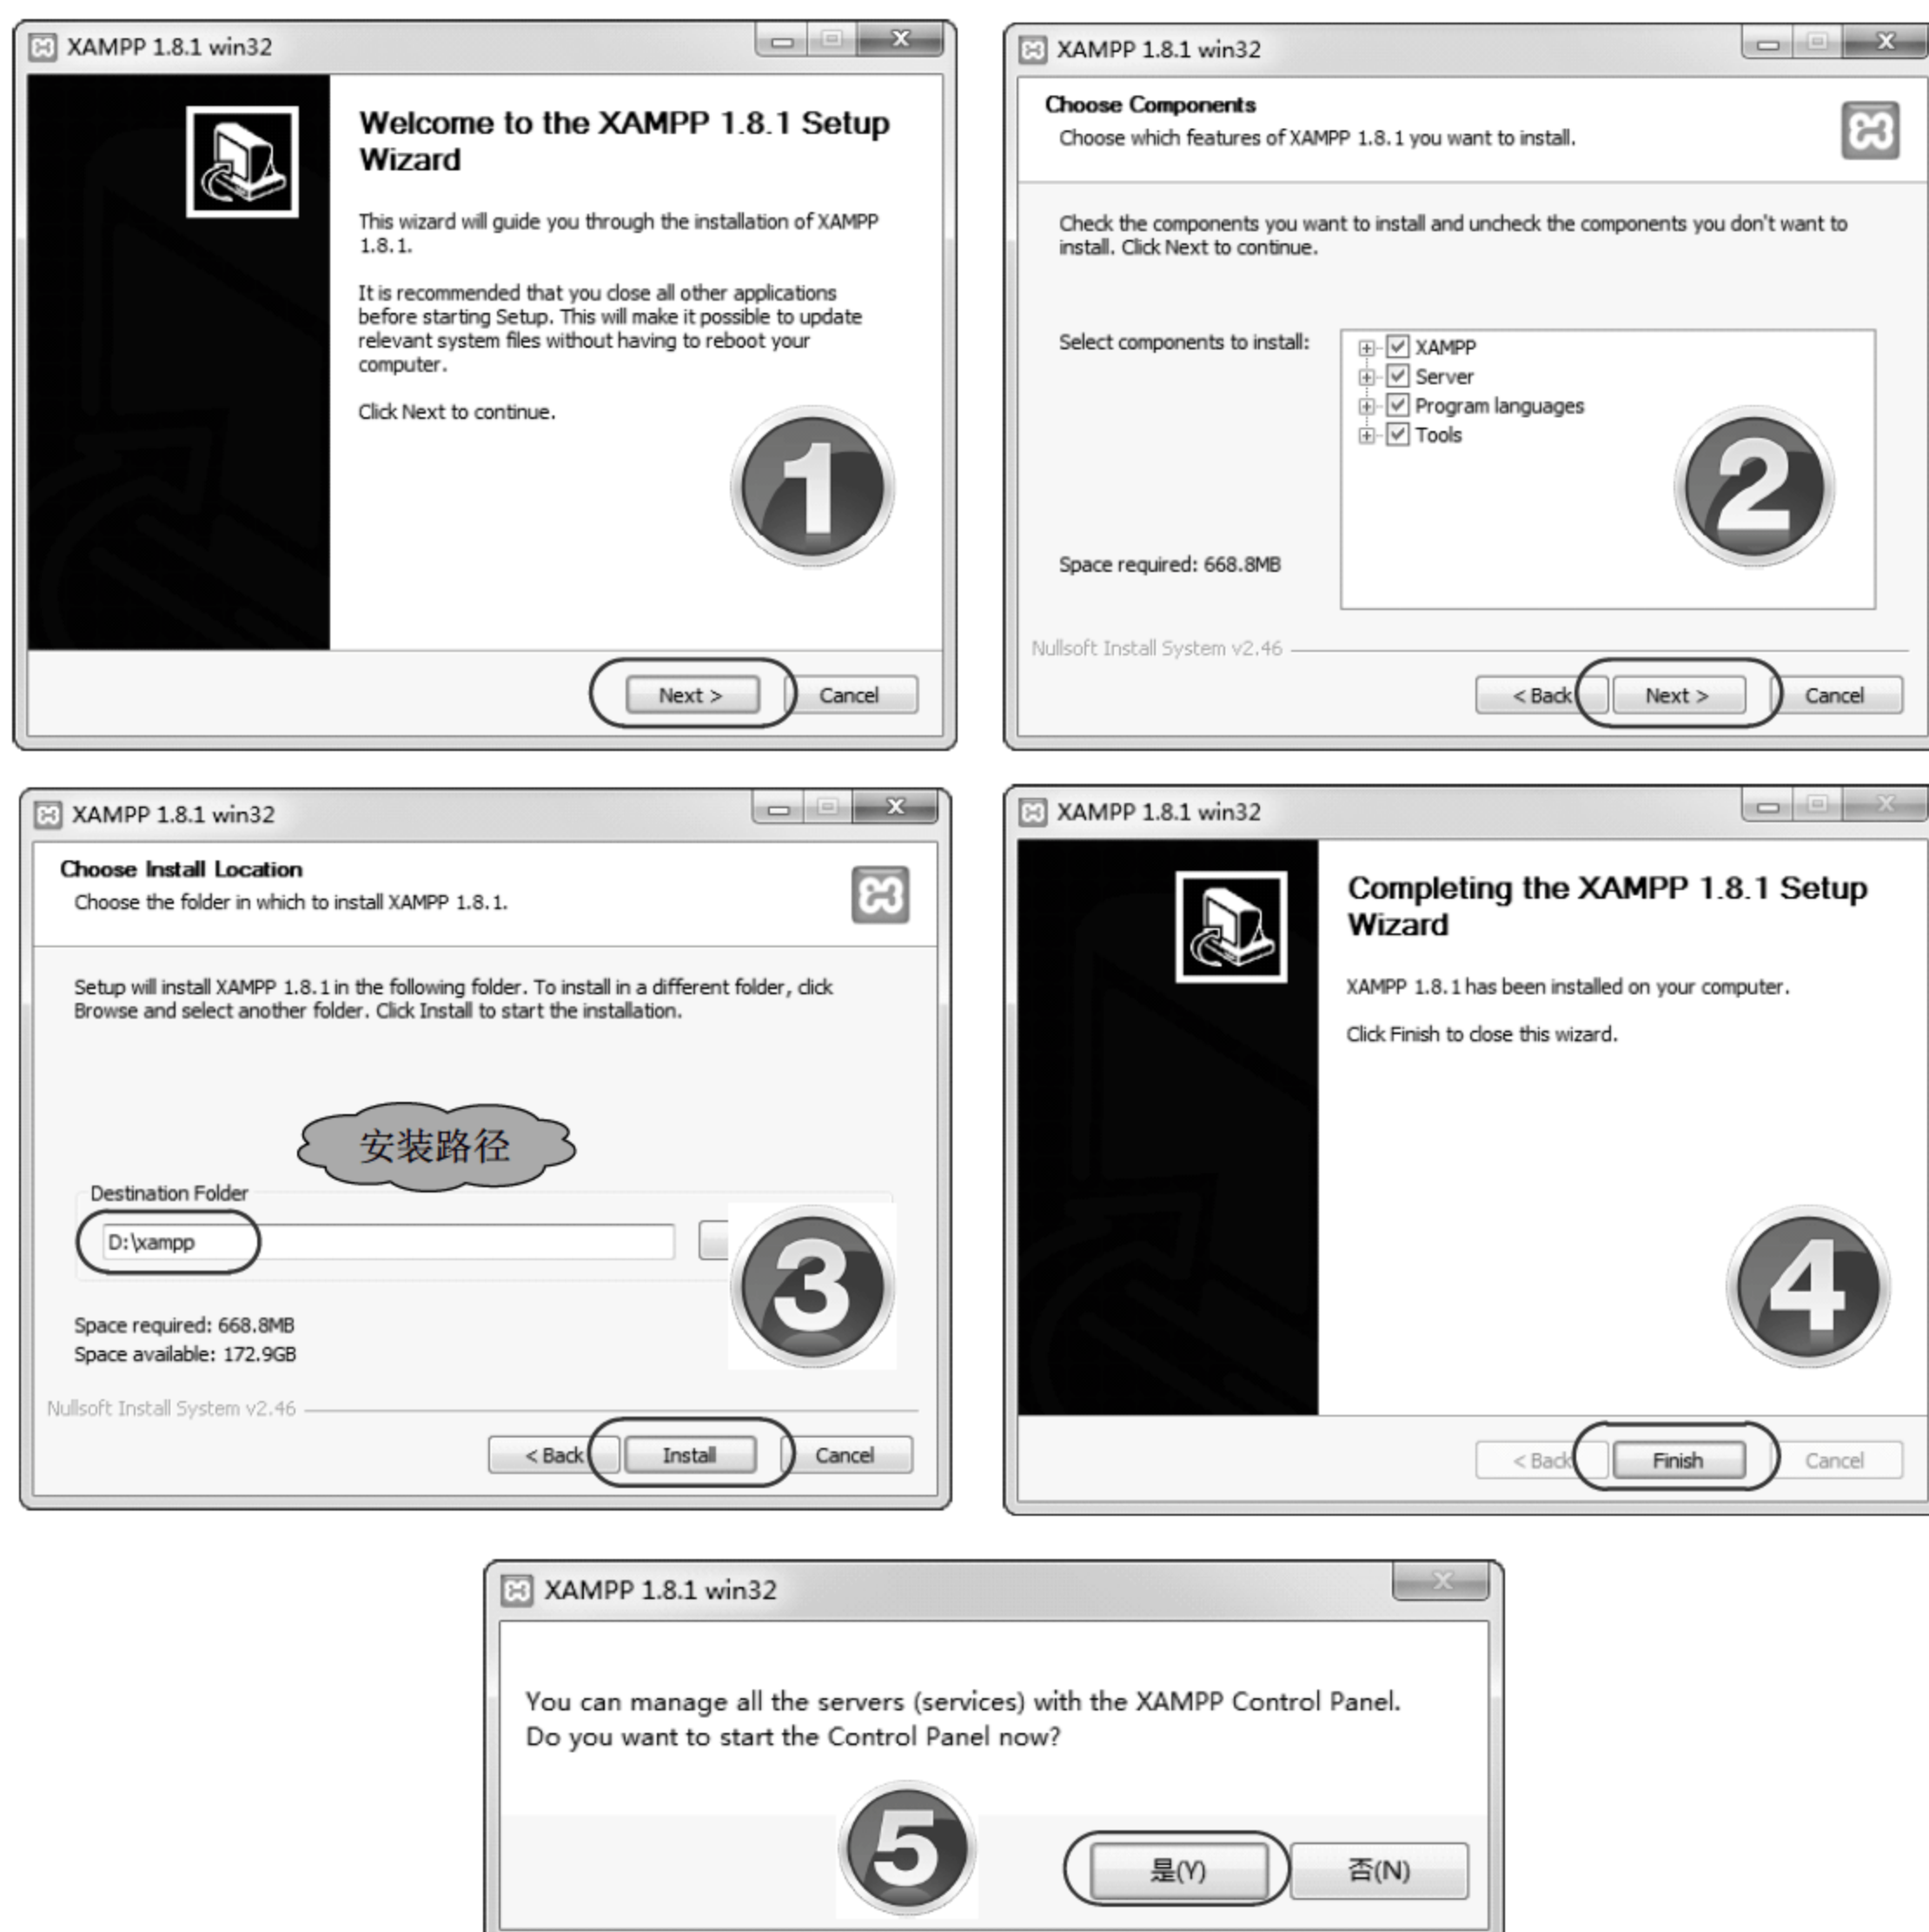 XAMPP 1.8.1 win32
Welcome to the XAMPP 1.8.1 Setup
Wizard
This wizard will guide you through the installation of XAMPP
1.8.1.
It is recommended that you close all other applications
before starting Setup. This will make it possible to update
relevant system files without having to reboot your
computer.
Click Next to continue.
1
Next >
Cancel
XAMPP 1.8.1 win32
Choose Components
Choose which features of XAMPP 1.8.1 you want to install.
Check the components you want to install and uncheck the components you don't want to
install. Click Next to continue.
Select components to install:
XAMPP
Server
Program languages
Tools
2
Space required: 668.8MB
Nullsoft Install System v2.46
< Back
Next >
Cancel
XAMPP 1.8.1 win32
Choose Install Location
Choose the folder in which to install XAMPP 1.8.1.
Setup will install XAMPP 1.8.1 in the following folder. To install in a different folder, click
Browse and select another folder. Click Install to start the installation.
安装路径
Destination Folder
D:\xampp
3
Space required: 668.8MB
Space available: 172.9GB
Nullsoft Install System v2.46
< Back
Install
Cancel
XAMPP 1.8.1 win32
Completing the XAMPP 1.8.1 Setup
Wizard
XAMPP 1.8.1 has been installed on your computer.
Click Finish to close this wizard.
4
< Back
Finish
Cancel
XAMPP 1.8.1 win32
You can manage all the servers (services) with the XAMPP Control Panel.
Do you want to start the Control Panel now?
5
是(Y)
否(N)